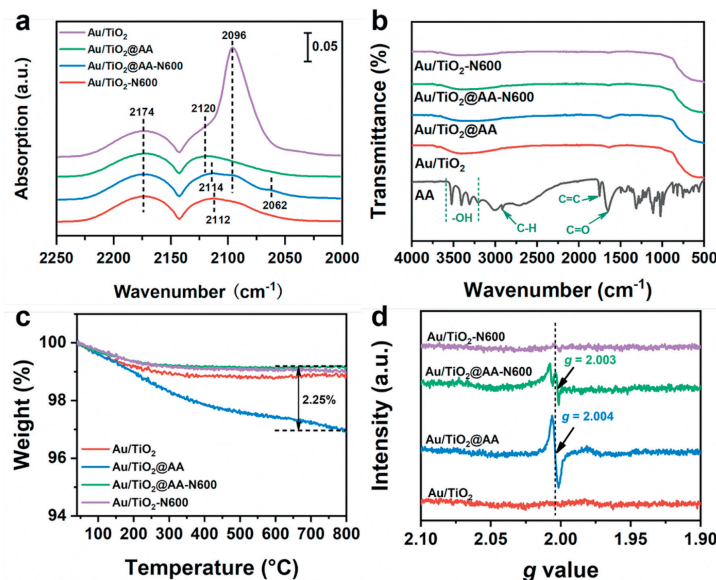 a
Au/TiO₂
Au/TiO₂@AA
Au/TiO₂@AA-N600
Au/TiO₂-N600
2096
0.05
2174
2120
2114
2112
2062
Absorption (a.u.)
2250 2200 2150 2100 2050 2000
Wavenumber (cm⁻¹)
b
Au/TiO₂-N600
Au/TiO₂@AA-N600
Au/TiO₂@AA
Au/TiO₂
AA
-OH
C-H
C=C
C=O
Transmittance (%)
4000 3500 3000 2500 2000 1500 1000 500
Wavenumber (cm⁻¹)
c
100
99
98
97
96
95
94
Weight (%)
2.25%
Au/TiO₂
Au/TiO₂@AA
Au/TiO₂@AA-N600
Au/TiO₂-N600
100 200 300 400 500 600 700 800
Temperature (°C)
d
Au/TiO₂-N600
Au/TiO₂@AA-N600
g = 2.003
g = 2.004
Au/TiO₂@AA
Au/TiO₂
Intensity (a.u.)
2.10 2.05 2.00 1.95 1.90
g value